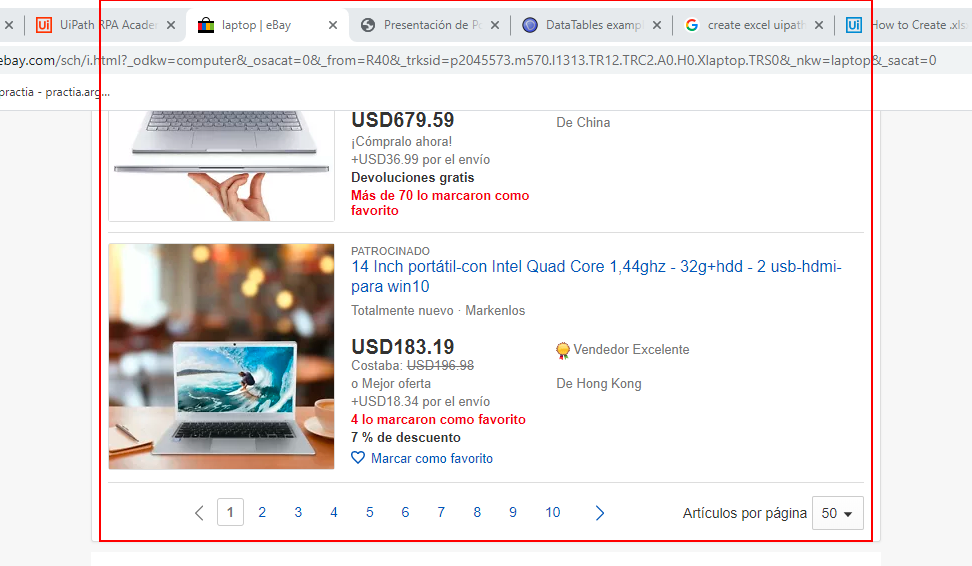 UiPath RPA Acade
laptop | eBay
Presentación de Po
DataTables examp
create excel uipath
How to Create .xls
ebay.com/sch/i.html?_odkw=computer&_osacat=0&_from=R40&_trksid=p2045573.m570.l1313.TR12.TRC2.A0.H0.Xlaptop.TRS0&_nkw=laptop&_sacat=0
practia - practia.arg...
USD679.59
De China
¡Cómpralo ahora!
+USD36.99 por el envío
Devoluciones gratis
Más de 70 lo marcaron como
favorito
PATROCINADO
14 Inch portátil-con Intel Quad Core 1,44ghz - 32g+hdd - 2 usb-hdmi-
para win10
Totalmente nuevo · Markenlos
USD183.19
Vendedor Excelente
Costaba: USD196.98
o Mejor oferta
De Hong Kong
+USD18.34 por el envío
4 lo marcaron como favorito
7 % de descuento
Marcar como favorito
1 2 3 4 5 6 7 8 9 10
Artículos por página 50